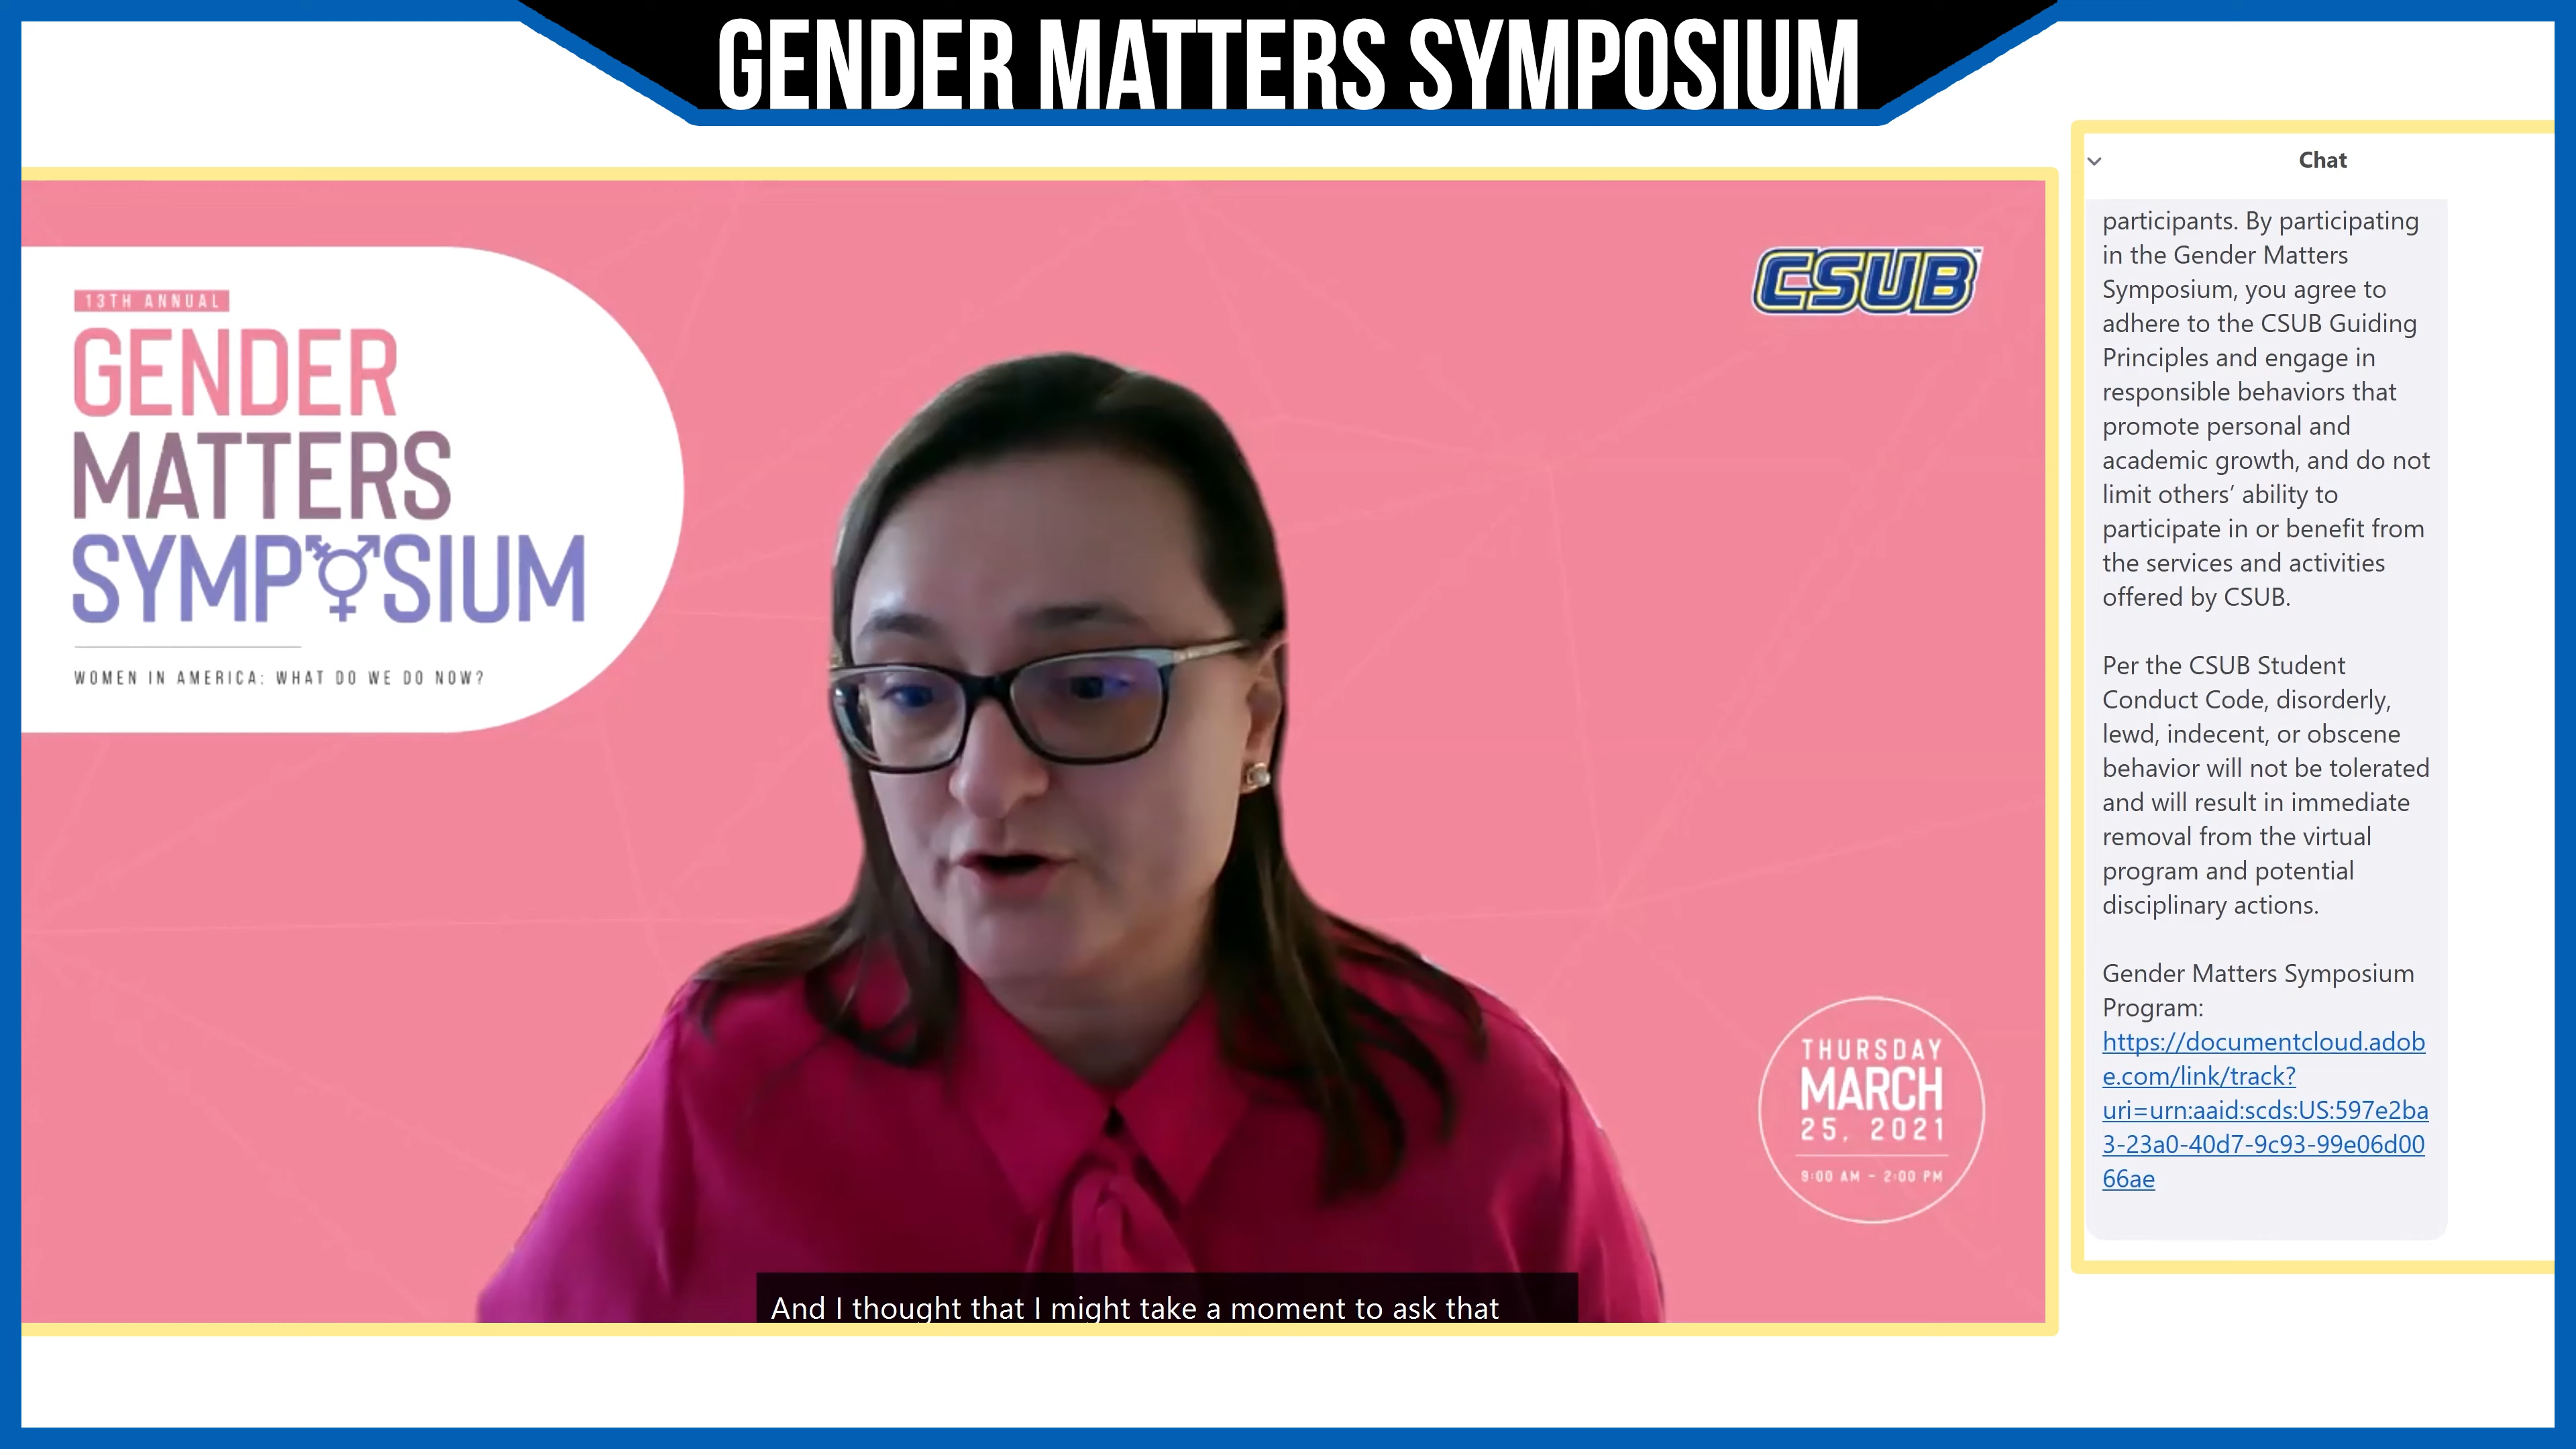 GENDER MATTERS SYMPOSIUM
13TH ANNUAL
GENDER
MATTERS
SYMPOSIUM
WOMEN IN AMERICA: WHAT DO WE DO NOW?
CSUB
THURSDAY
MARCH
25, 2021
9:00 AM - 2:00 PM
And I thought that I might take a moment to ask that
Chat
participants. By participating
in the Gender Matters
Symposium, you agree to
adhere to the CSUB Guiding
Principles and engage in
responsible behaviors that
promote personal and
academic growth, and do not
limit others’ ability to
participate in or benefit from
the services and activities
offered by CSUB.
Per the CSUB Student
Conduct Code, disorderly,
lewd, indecent, or obscene
behavior will not be tolerated
and will result in immediate
removal from the virtual
program and potential
disciplinary actions.
Gender Matters Symposium
Program:
https://documentcloud.adob
e.com/link/track?
uri=urn:aaid:scds:US:597e2ba
3-23a0-40d7-9c93-99e06d00
66ae